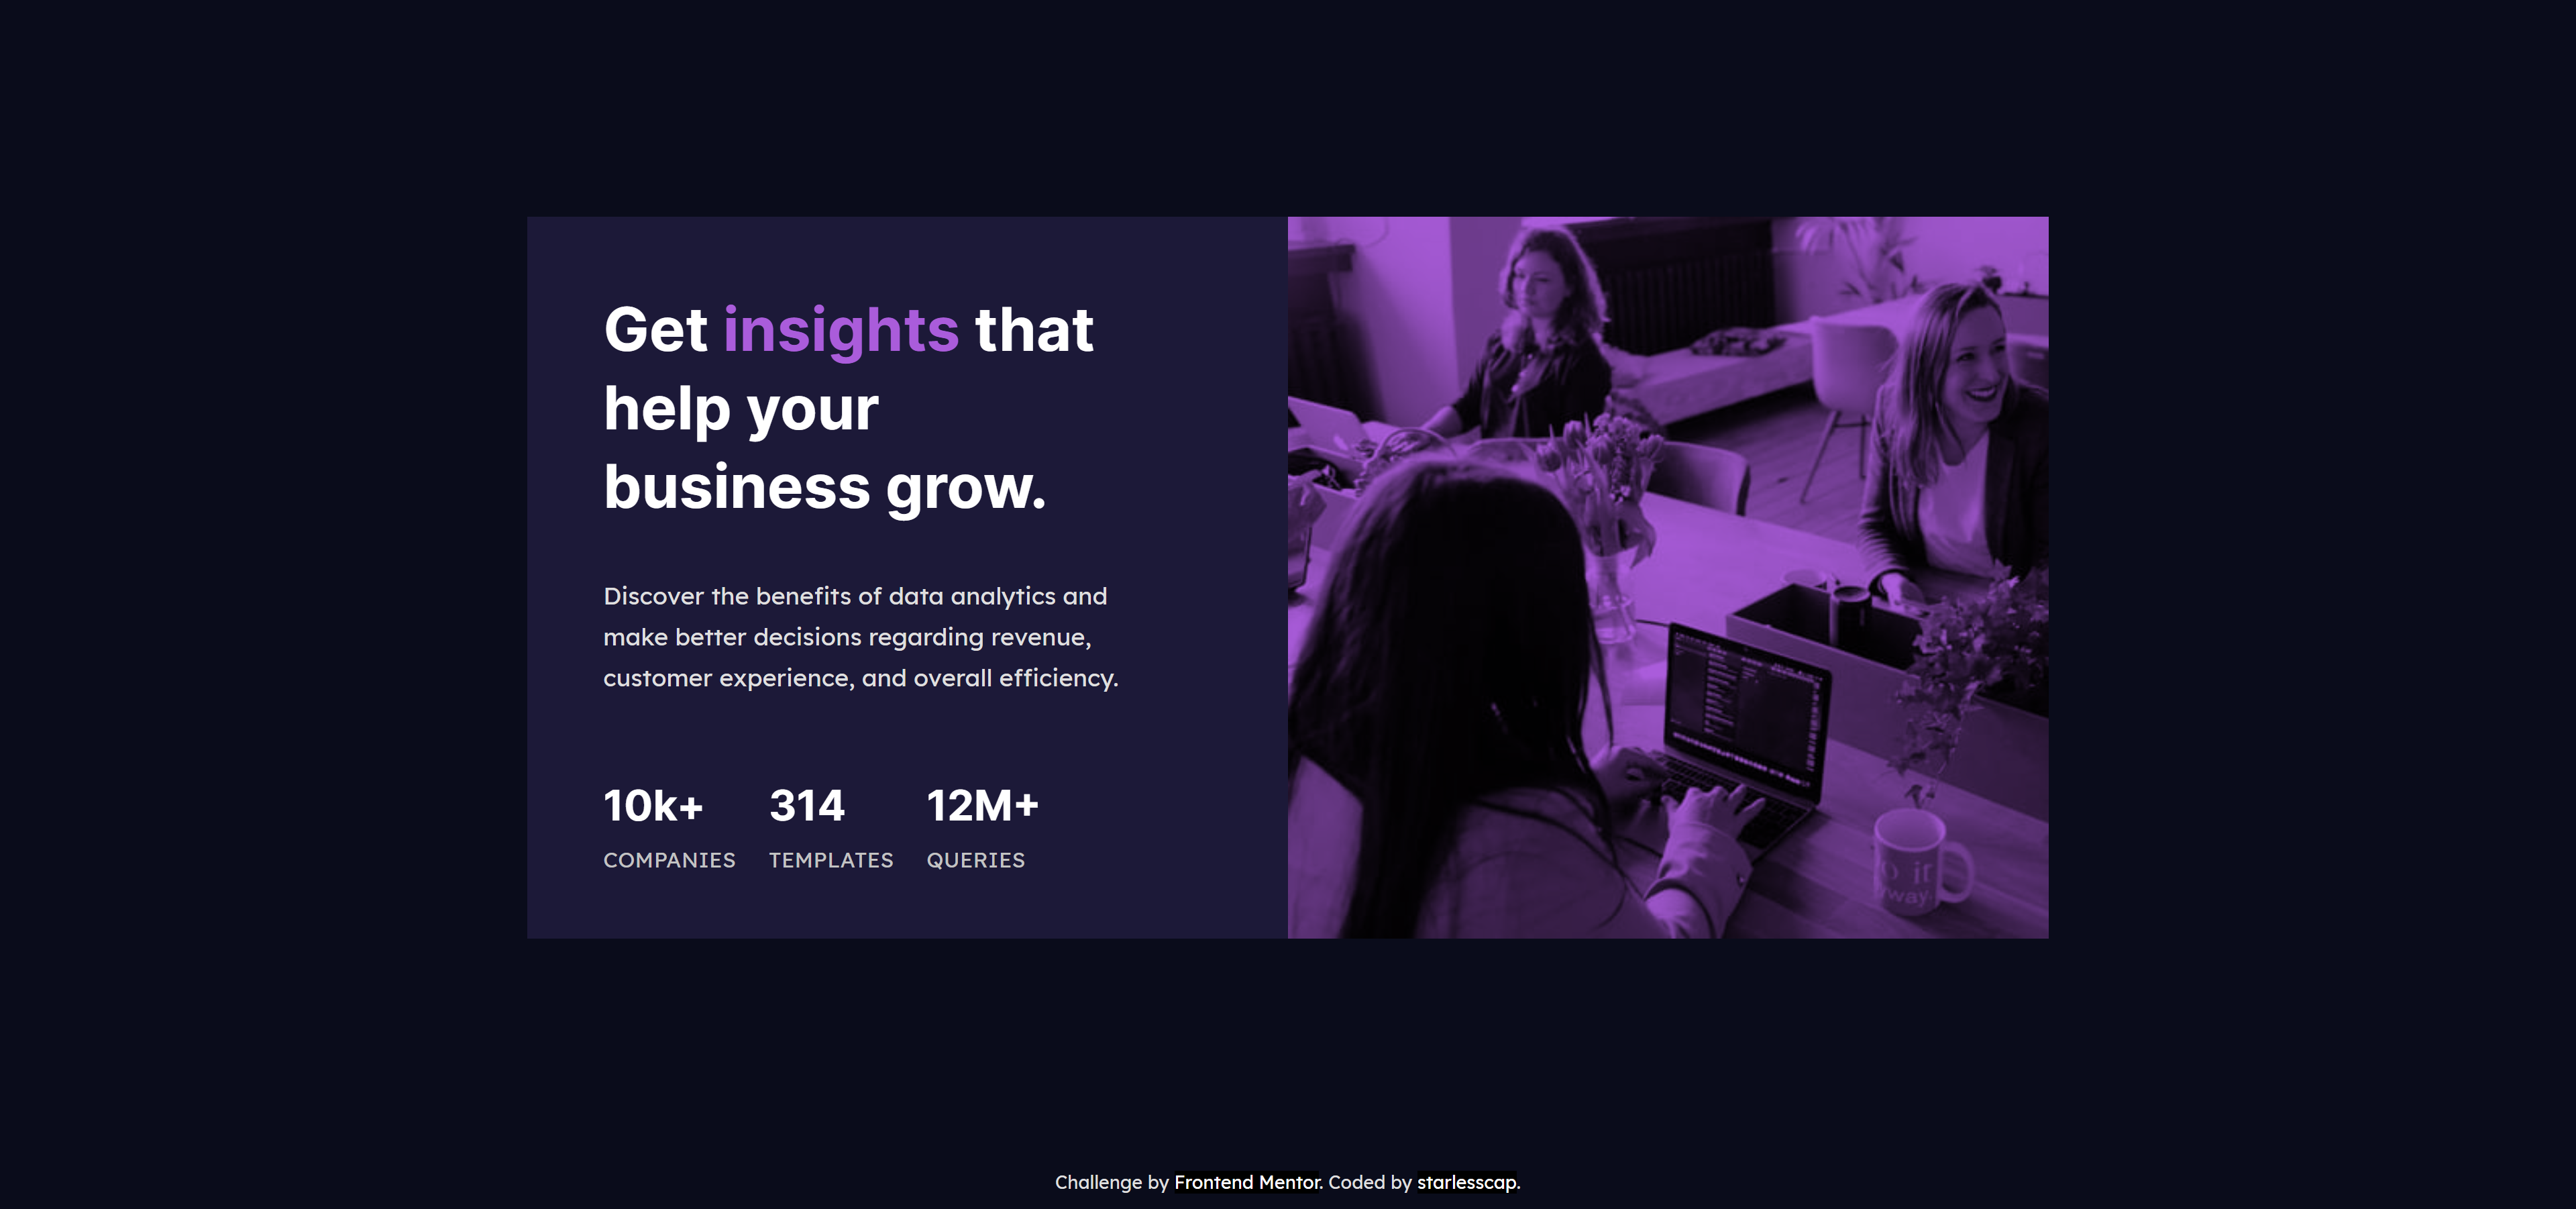 Get insights that
help your
business grow.
Discover the benefits of data analytics and
make better decisions regarding revenue,
customer experience, and overall efficiency.
10k+ 314 12M+
COMPANIES TEMPLATES QUERIES
Challenge by Frontend Mentor. Coded by starlesscap.